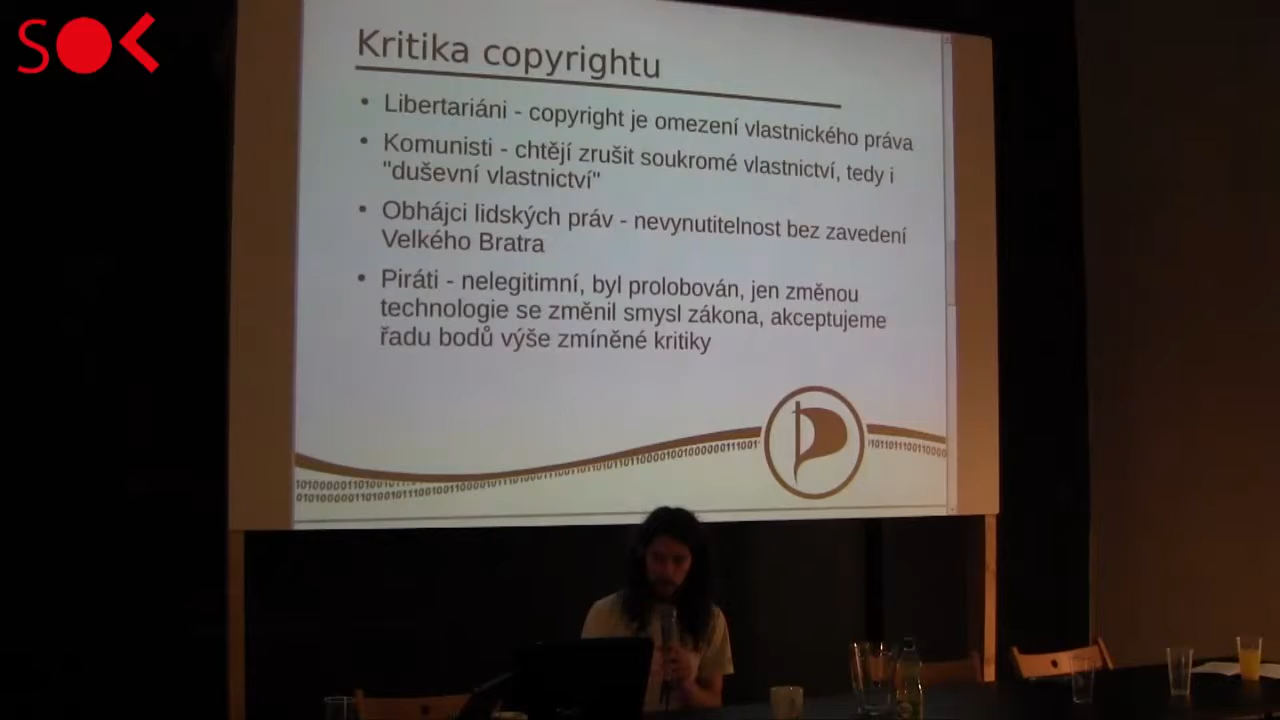 SOK
Kritika copyrightu
• Libertariáni - copyright je omezení vlastnického práva
• Komunisti - chtějí zrušit soukromé vlastnictví, tedy i
"duševní vlastnictví"
• Obhájci lidských práv - nevynutitelnost bez zavedení
Velkého Bratra
• Piráti - nelegitimní, byl prolobován, jen změnou
technologie se změnil smysl zákona, akceptujeme
řadu bodů výše zmíněné kritiky